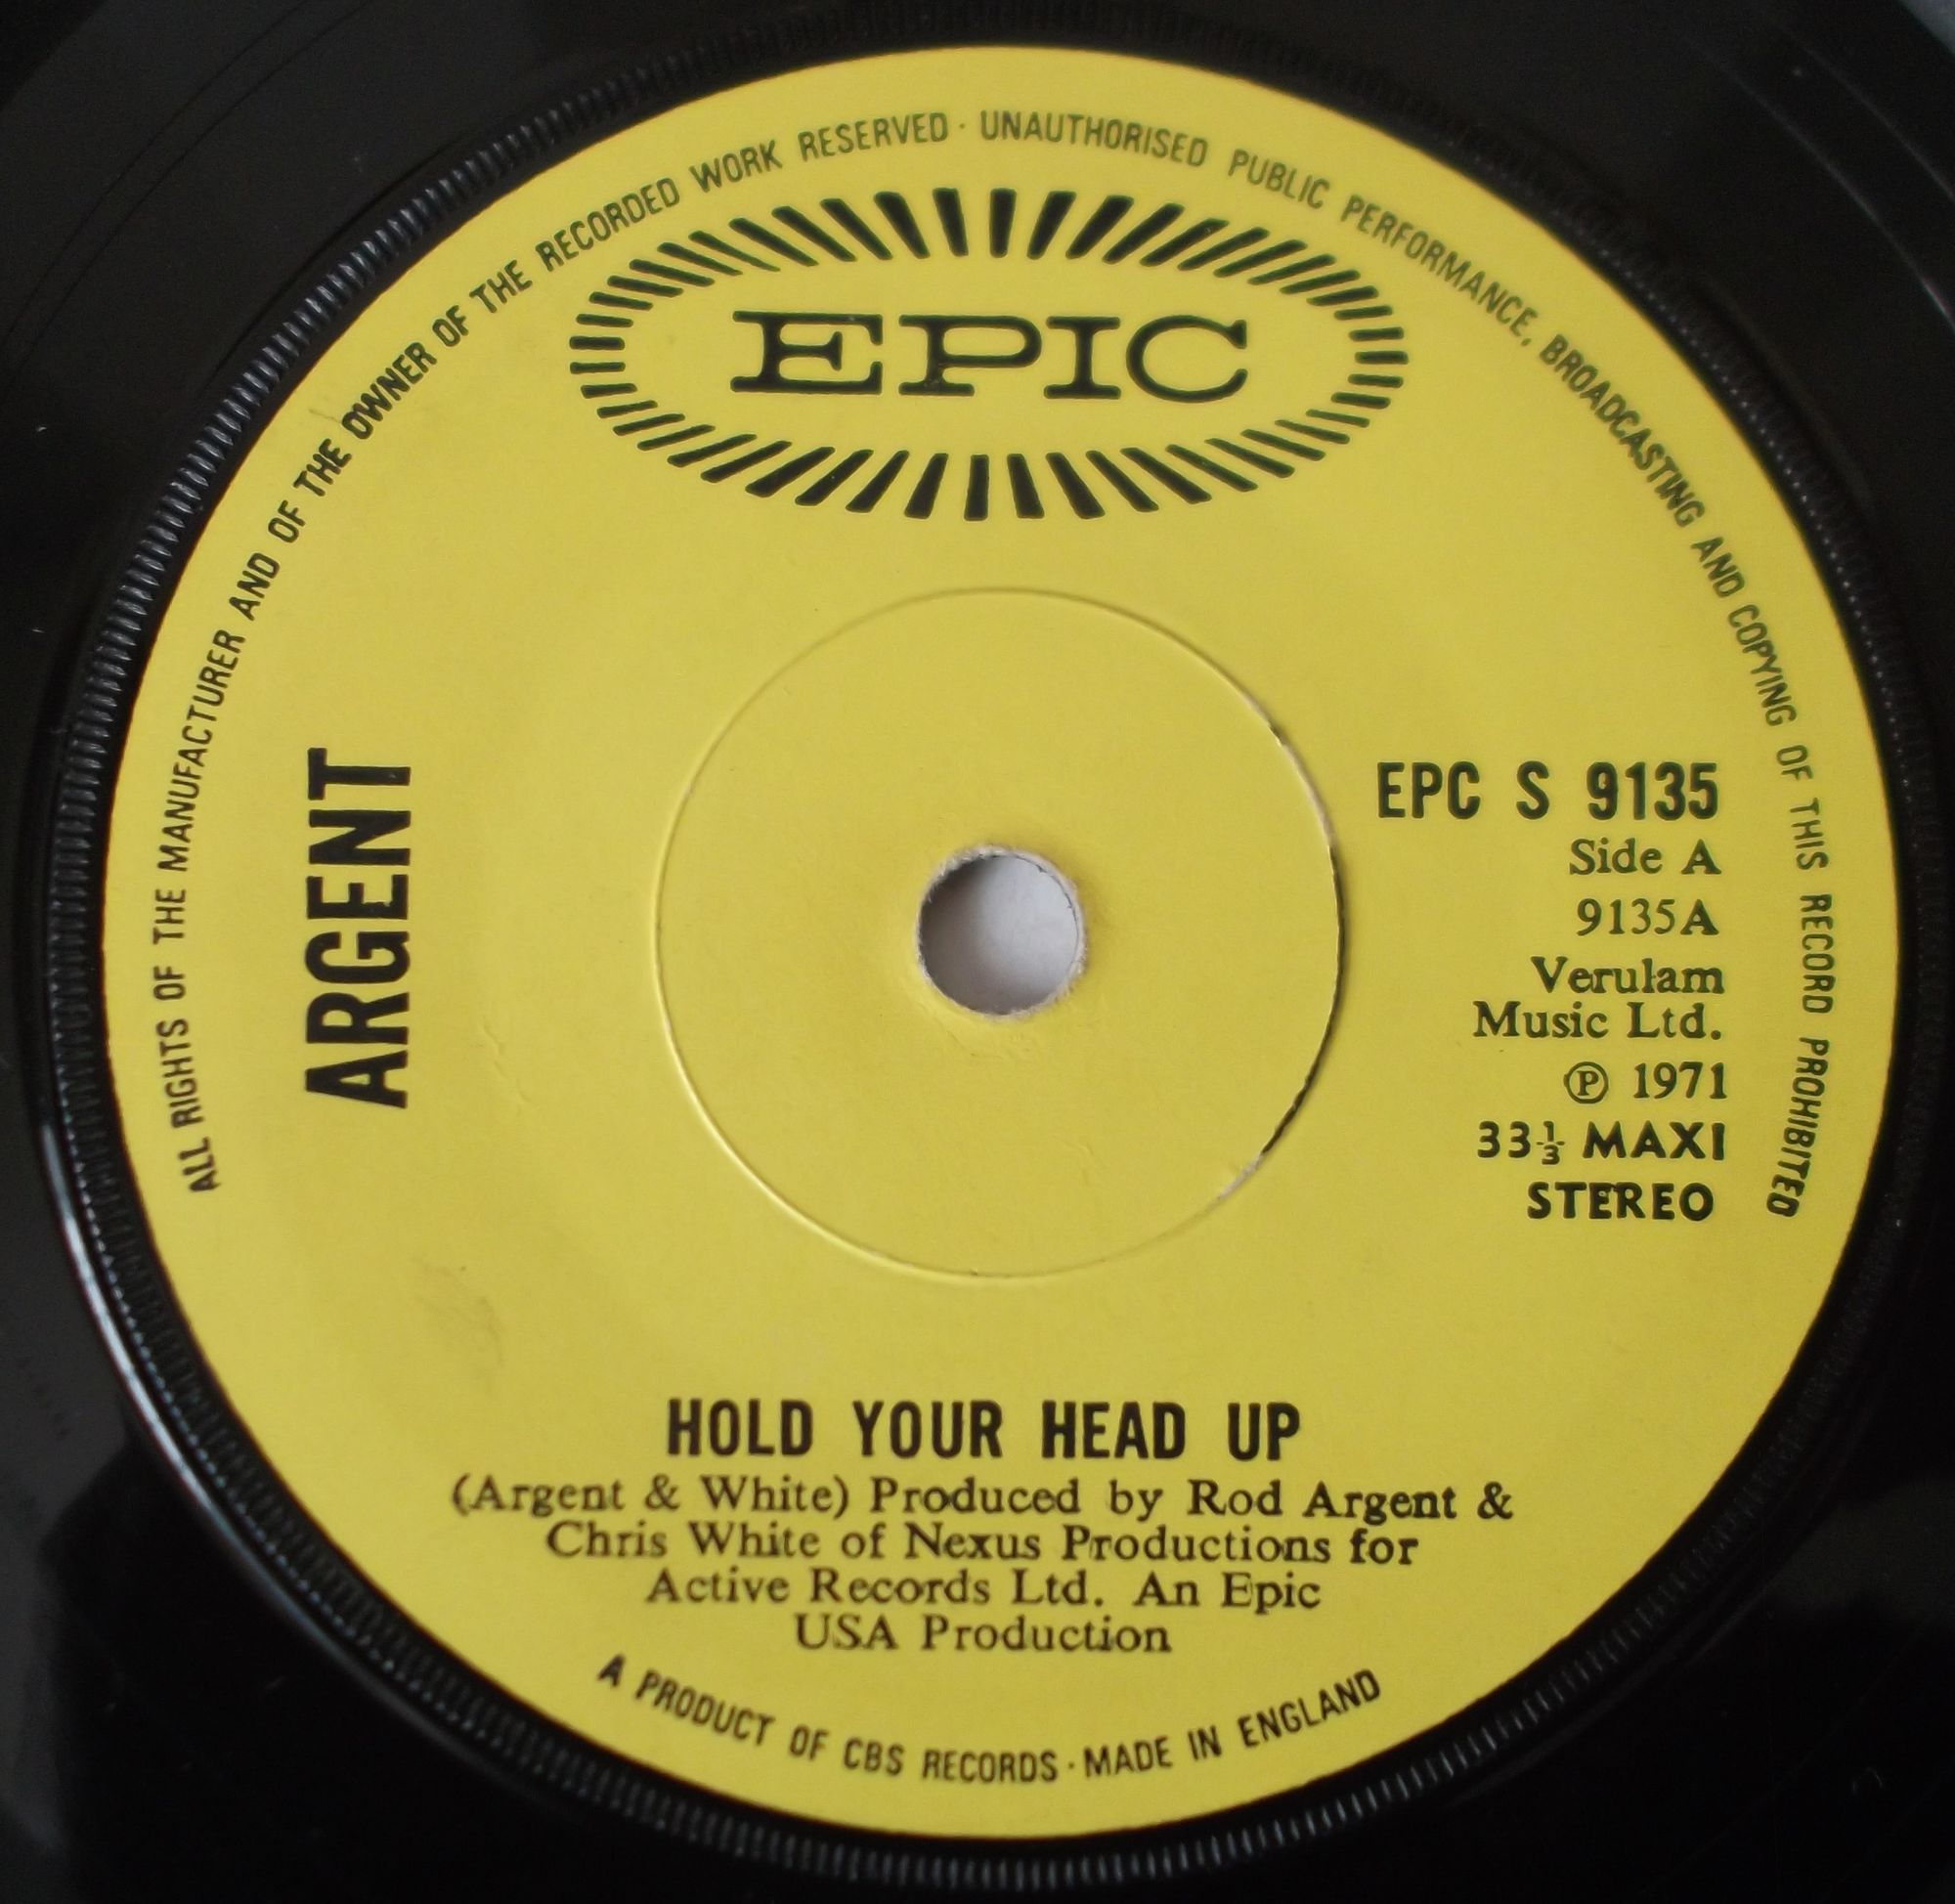 ALL RIGHTS OF THE MANUFACTURER AND OF THE OWNER OF THE RECORDED WORK RESERVED · UNAUTHORISED PUBLIC PERFORMANCE, BROADCASTING AND COPYING OF THIS RECORD PROHIBITED
EPIC
ARGENT
EPC S 9135
Side A
9135A
Verulam
Music Ltd.
℗ 1971
33⅓ MAXI
STEREO
HOLD YOUR HEAD UP
(Argent & White) Produced by Rod Argent &
Chris White of Nexus Productions for
Active Records Ltd. An Epic
USA Production
A PRODUCT OF CBS RECORDS · MADE IN ENGLAND